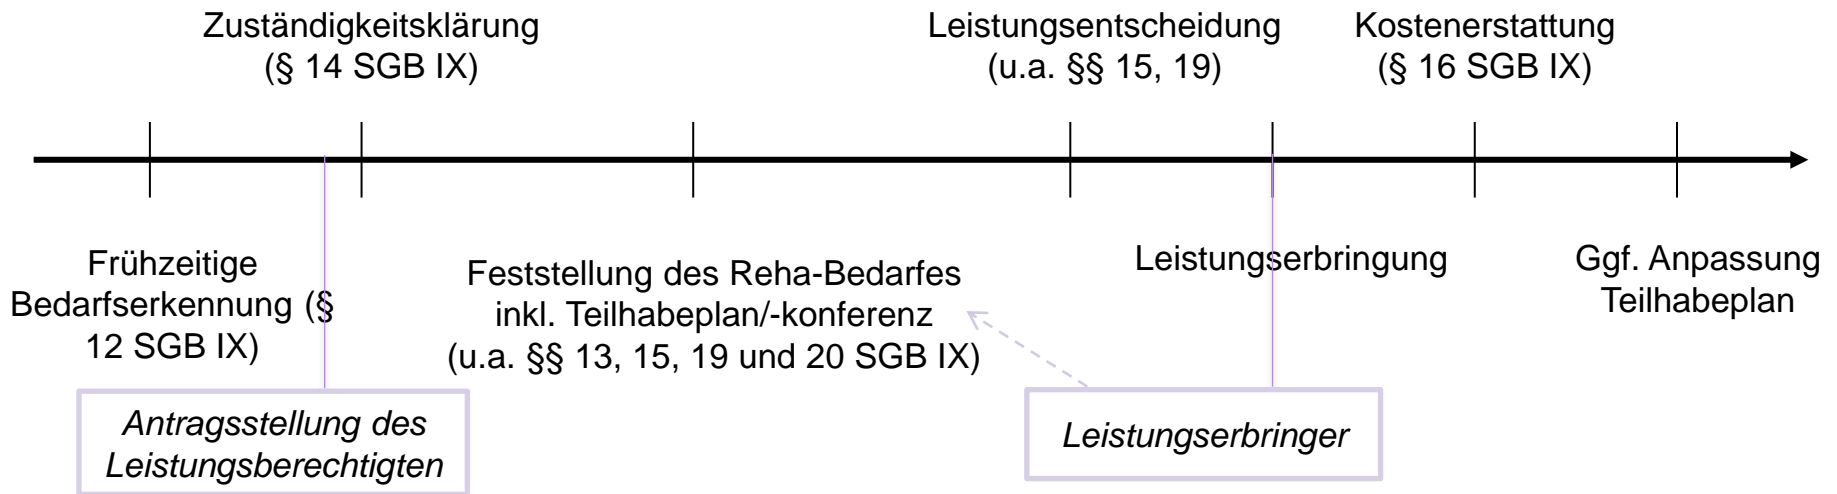 Zuständigkeitsklärung
(§ 14 SGB IX)
Leistungsentscheidung
(u.a. §§ 15, 19)
Kostenerstattung
(§ 16 SGB IX)
Frühzeitige
Bedarfserkennung (§
12 SGB IX)
Feststellung des Reha-Bedarfes
inkl. Teilhabeplan/-konferenz
(u.a. §§ 13, 15, 19 und 20 SGB IX)
Leistungserbringung
Ggf. Anpassung
Teilhabeplan
Antragsstellung des
Leistungsberechtigten
Leistungserbringer